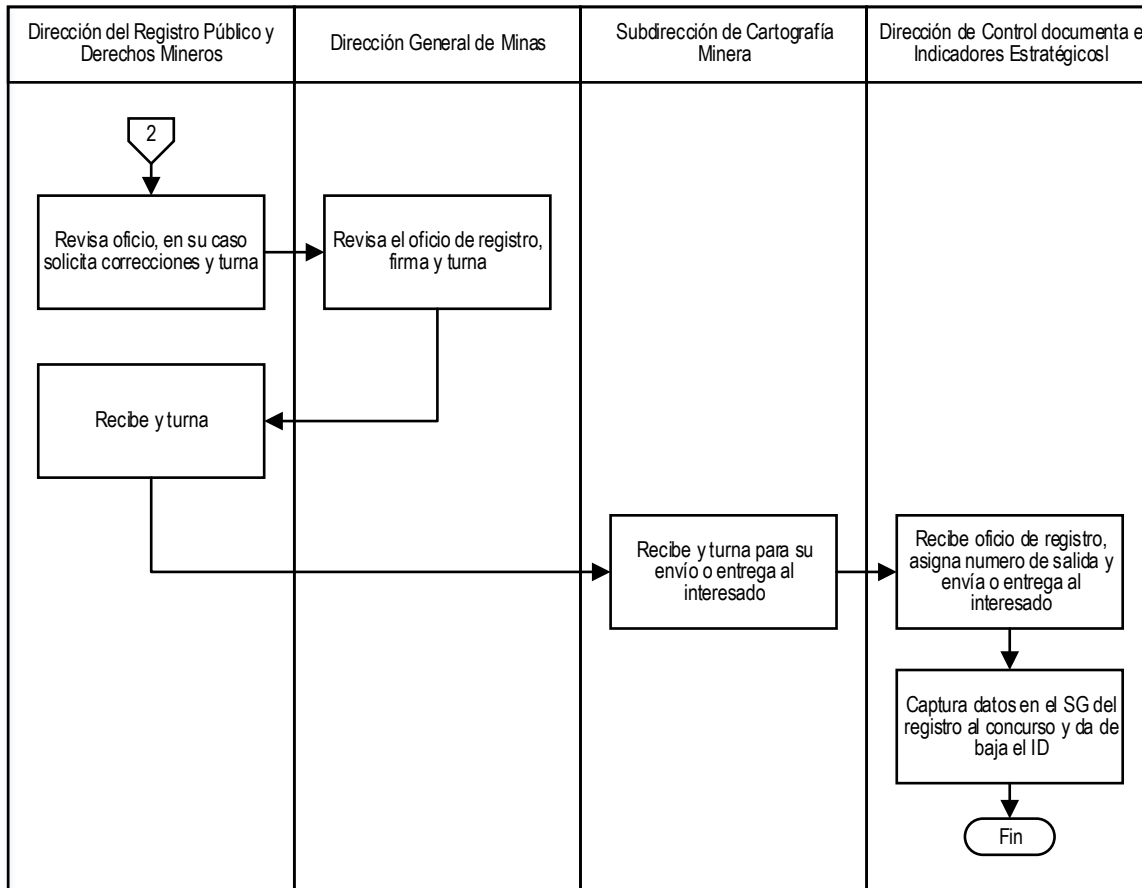 Dirección del Registro Público y
Derechos Mineros
Dirección General de Minas
Subdirección de Cartografía
Minera
Dirección de Control documenta e
Indicadores Estratégicosl
2
Revisa oficio, en su caso
solicita correcciones y turna
Revisa el oficio de registro,
firma y turna
Recibe y turna
Recibe y turna para su
envío o entrega al
interesado
Recibe oficio de registro,
asigna numero de salida y
envía o entrega al
interesado
Captura datos en el SG del
registro al concurso y da de
baja el ID
Fin